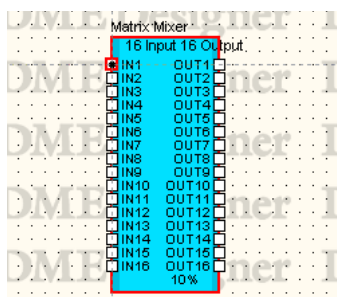 Matrix Mixer
16 Input 16 Output
IN1 OUT1
IN2 OUT2
IN3 OUT3
IN4 OUT4
IN5 OUT5
IN6 OUT6
IN7 OUT7
IN8 OUT8
IN9 OUT9
IN10 OUT10
IN11 OUT11
IN12 OUT12
IN13 OUT13
IN14 OUT14
IN15 OUT15
IN16 OUT16
10%